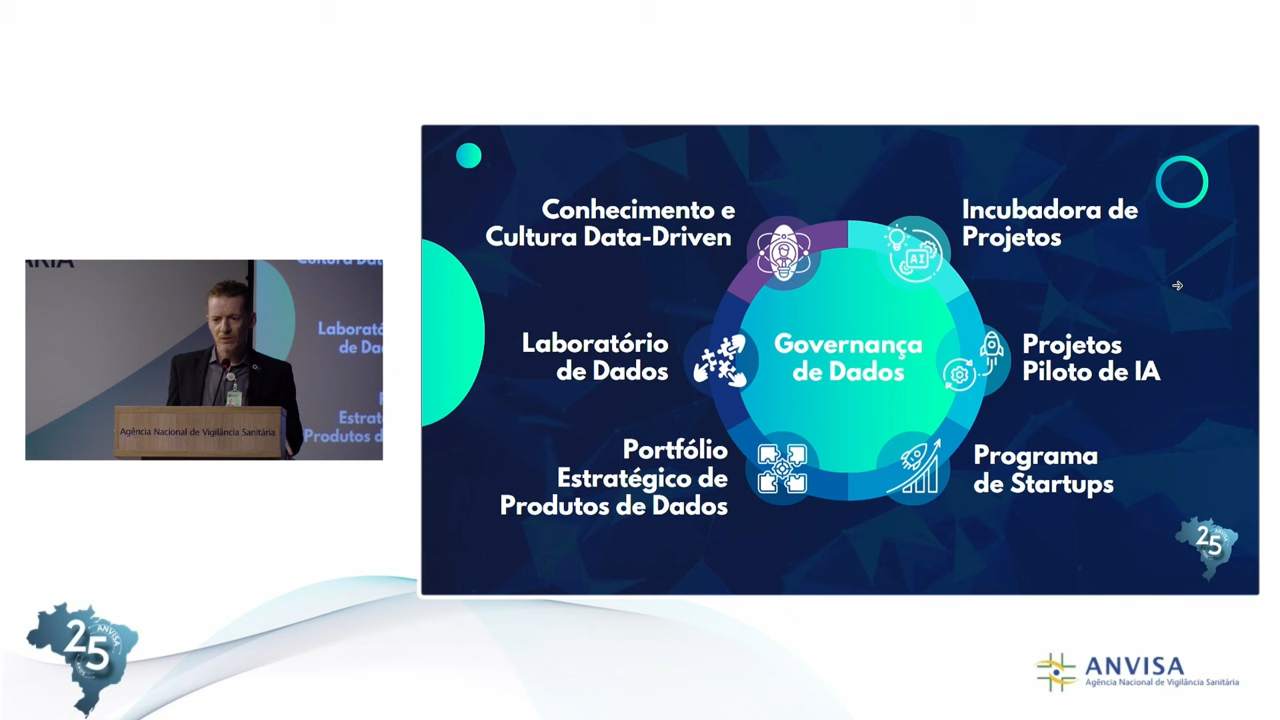 Conhecimento e
Cultura Data-Driven
Incubadora de
Projetos
Laboratório
de Dados
Governança
de Dados
Projetos
Piloto de IA
Portfólio
Estratégico de
Produtos de Dados
Programa
de Startups
AI
25
ANVISA
Laborató
de Da
Estrat
Produtos d
Agência Nacional de Vigilância Sanitária
25
ANVISA
ANOS
ANVISA
Agência Nacional de Vigilância Sanitária